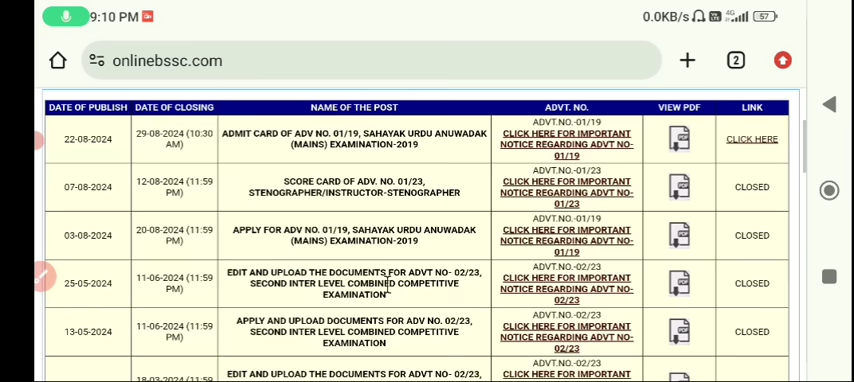 9:10 PM
0.0KB/s 4G 57
onlinebssc.com
2
DATE OF PUBLISH DATE OF CLOSING NAME OF THE POST ADVT. NO. VIEW PDF LINK
22-08-2024
29-08-2024 (10:30
AM)
ADMIT CARD OF ADV NO. 01/19, SAHAYAK URDU ANUWADAK
(MAINS) EXAMINATION-2019
ADVT.NO.-01/19
CLICK HERE FOR IMPORTANT
NOTICE REGARDING ADVT NO-
01/19
PDF
CLICK HERE
07-08-2024
12-08-2024 (11:59
PM)
SCORE CARD OF ADV. NO. 01/23,
STENOGRAPHER/INSTRUCTOR-STENOGRAPHER
ADVT.NO.-01/23
CLICK HERE FOR IMPORTANT
NOTICE REGARDING ADVT NO-
01/23
PDF
CLOSED
03-08-2024
20-08-2024 (11:59
PM)
APPLY FOR ADV NO. 01/19, SAHAYAK URDU ANUWADAK
(MAINS) EXAMINATION-2019
ADVT.NO.-01/19
CLICK HERE FOR IMPORTANT
NOTICE REGARDING ADVT NO-
01/19
PDF
CLOSED
25-05-2024
11-06-2024 (11:59
PM)
EDIT AND UPLOAD THE DOCUMENTS FOR ADVT NO- 02/23,
SECOND INTER LEVEL COMBINED COMPETITIVE
EXAMINATION
ADVT.NO.-02/23
CLICK HERE FOR IMPORTANT
NOTICE REGARDING ADVT NO-
02/23
PDF
CLOSED
13-05-2024
11-06-2024 (11:59
PM)
APPLY AND UPLOAD DOCUMENTS FOR ADV NO. 02/23,
SECOND INTER LEVEL COMBINED COMPETITIVE
EXAMINATION
ADVT.NO.-02/23
CLICK HERE FOR IMPORTANT
NOTICE REGARDING ADVT NO-
02/23
PDF
CLOSED
18-03-2024 (11:59
EDIT AND UPLOAD THE DOCUMENTS FOR ADVT NO- 02/23,
ADVT.NO.-02/23
CLICK HERE FOR IMPORTANT